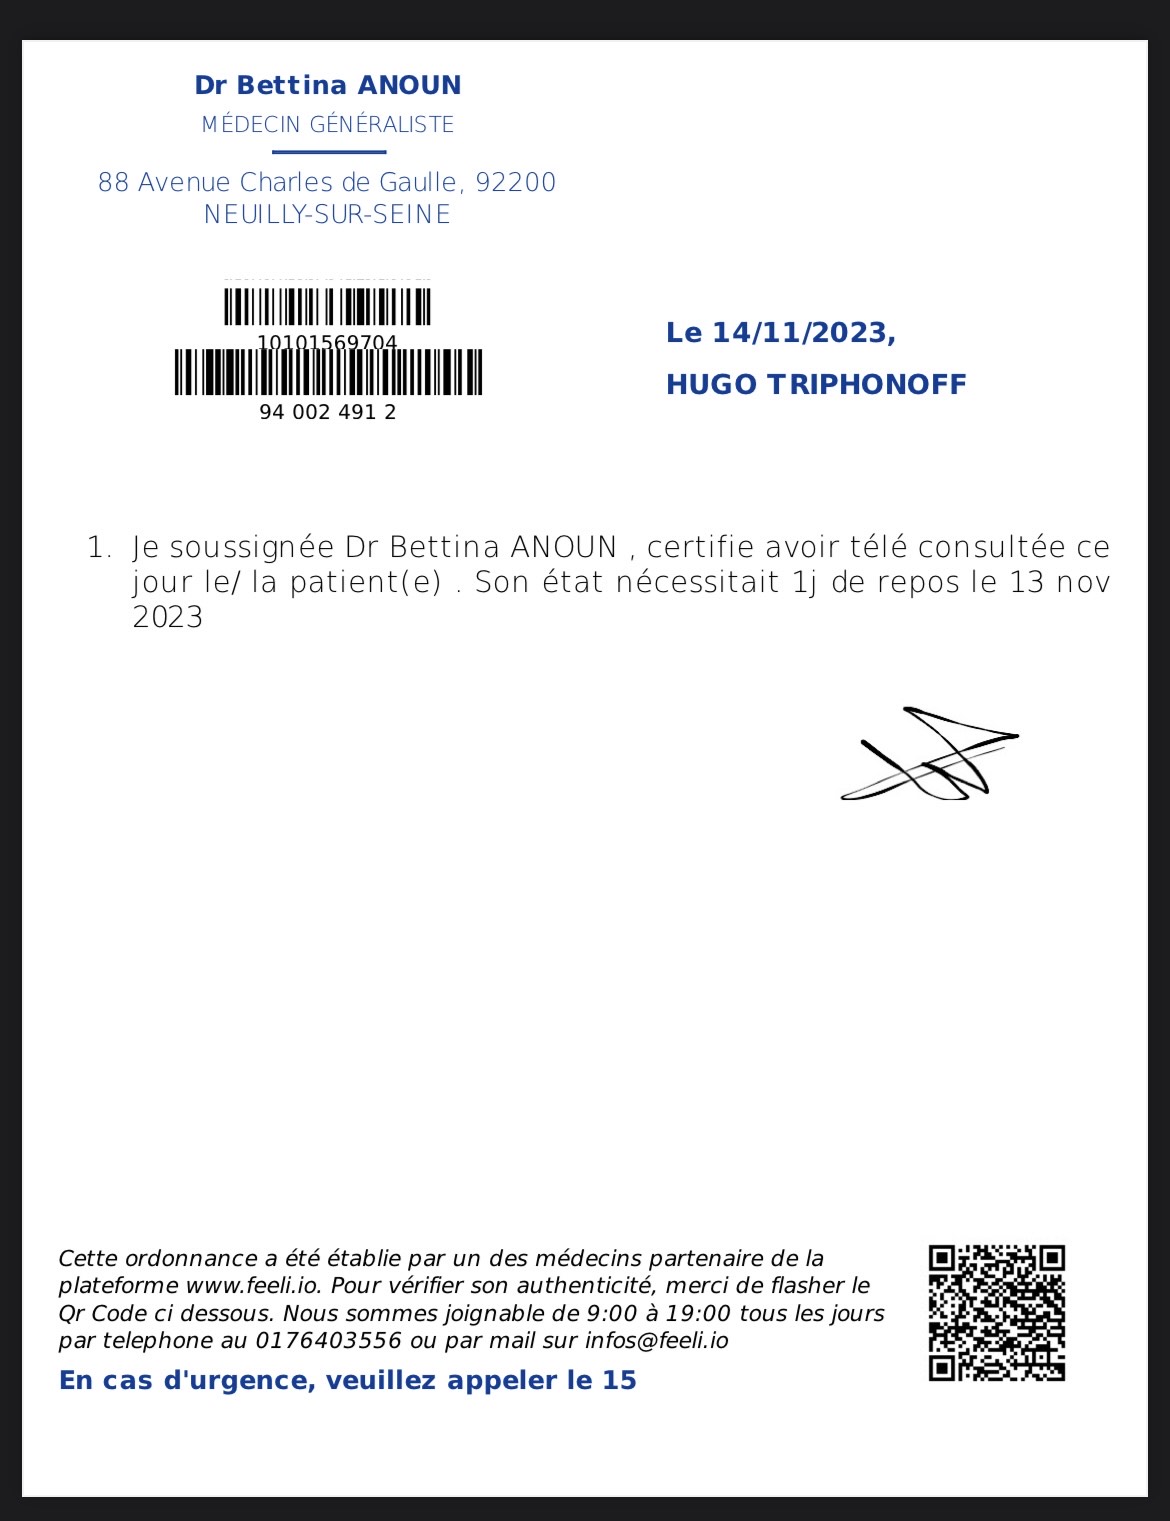 Dr Bettina ANOUN
MÉDECIN GÉNÉRALISTE
88 Avenue Charles de Gaulle, 92200
NEUILLY-SUR-SEINE
10101569704
94 002 491 2
Le 14/11/2023,
HUGO TRIPHONOFF
1. Je soussignée Dr Bettina ANOUN , certifie avoir télé consultée ce
jour le/ la patient(e) . Son état nécessitait 1j de repos le 13 nov
2023
Cette ordonnance a été établie par un des médecins partenaire de la
plateforme www.feeli.io. Pour vérifier son authenticité, merci de flasher le
Qr Code ci dessous. Nous sommes joignable de 9:00 à 19:00 tous les jours
par telephone au 0176403556 ou par mail sur infos@feeli.io
En cas d'urgence, veuillez appeler le 15